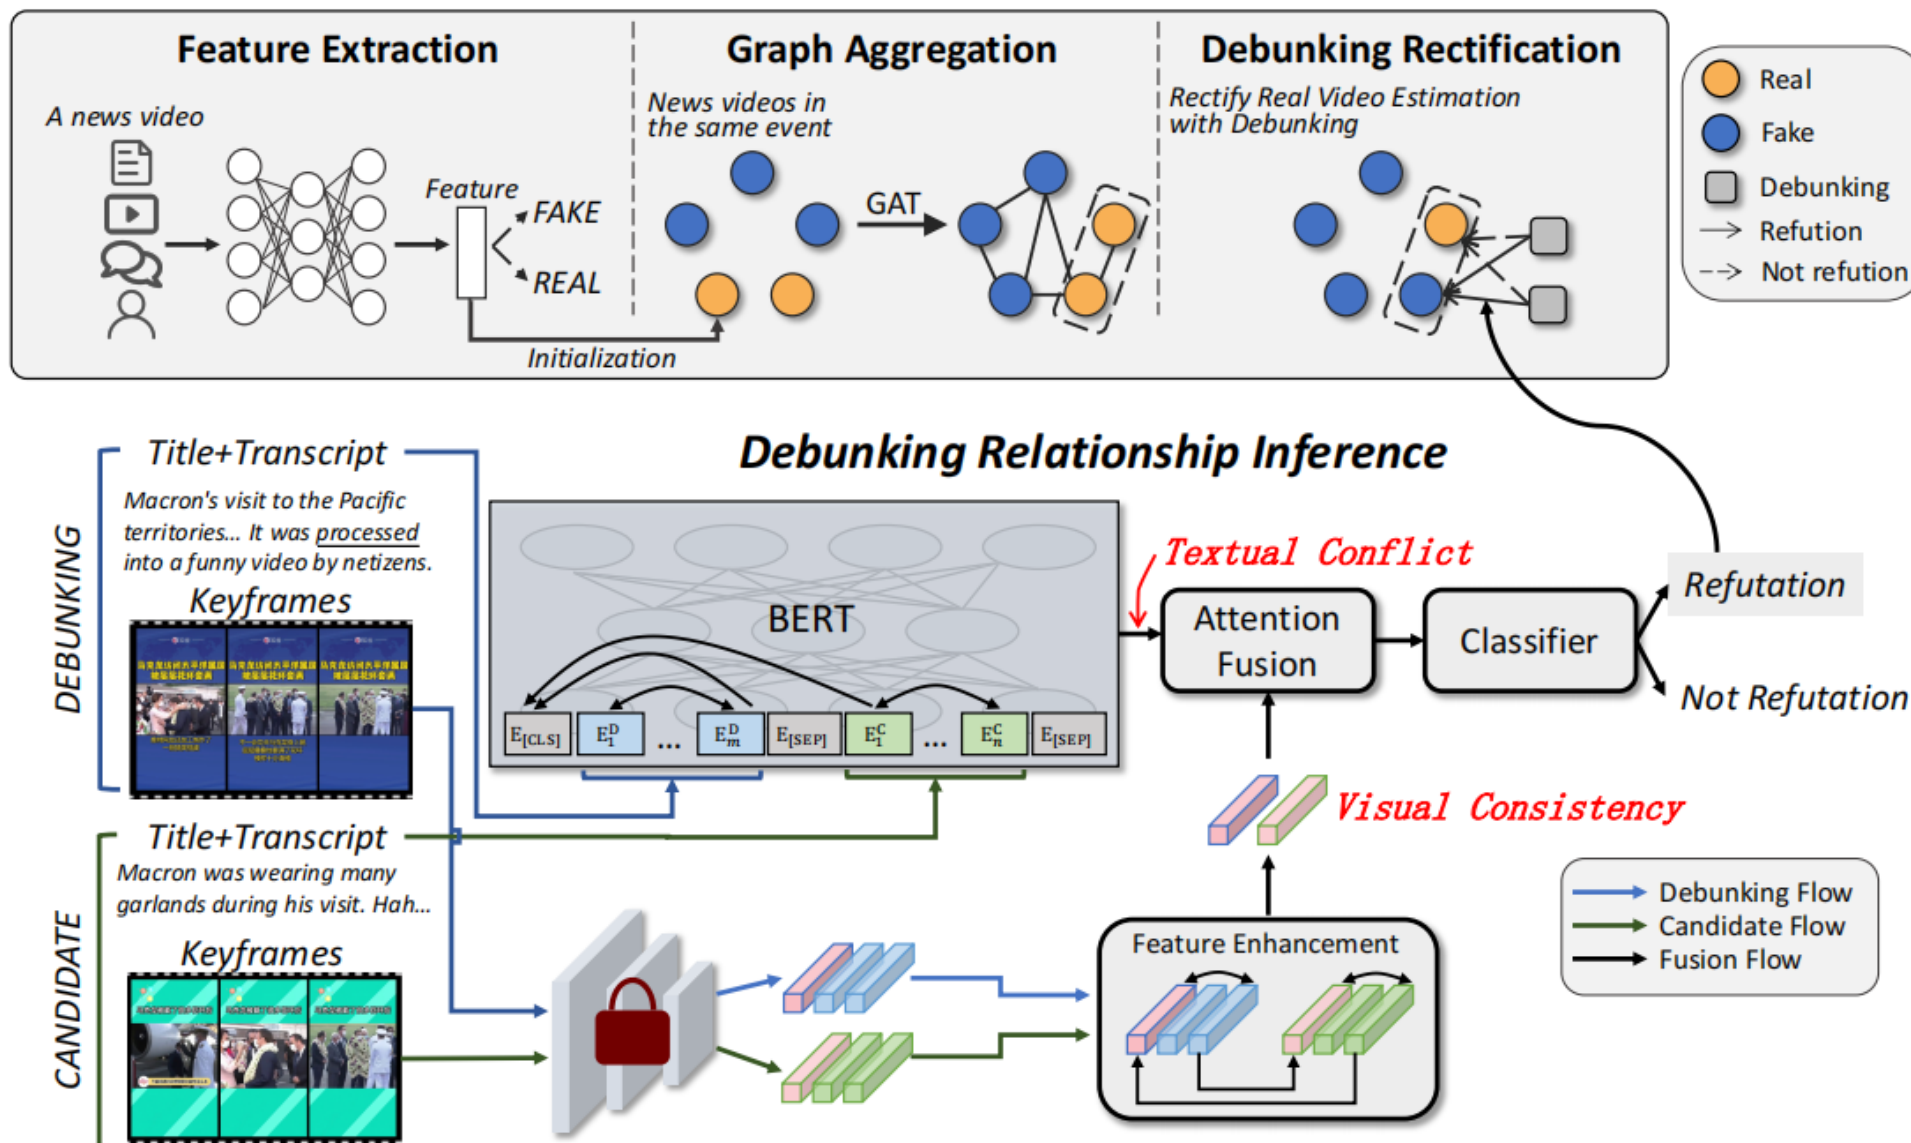 Feature Extraction
Graph Aggregation
Debunking Rectification
A news video
Feature
FAKE
REAL
Initialization
News videos in
the same event
GAT
Rectify Real Video Estimation
with Debunking
Real
Fake
Debunking
Refution
Not refution
Debunking Relationship Inference
DEBUNKING
Title+Transcript
Macron's visit to the Pacific
territories... It was processed
into a funny video by netizens.
Keyframes
BERT
E[CLS] E₁ᴰ ... Eₘᴰ E[SEP] E₁ᶜ ... Eₙᶜ E[SEP]
Textual Conflict
Attention
Fusion
Classifier
Refutation
Not Refutation
Visual Consistency
CANDIDATE
Title+Transcript
Macron was wearing many
garlands during his visit. Hah...
Keyframes
Feature Enhancement
Debunking Flow
Candidate Flow
Fusion Flow